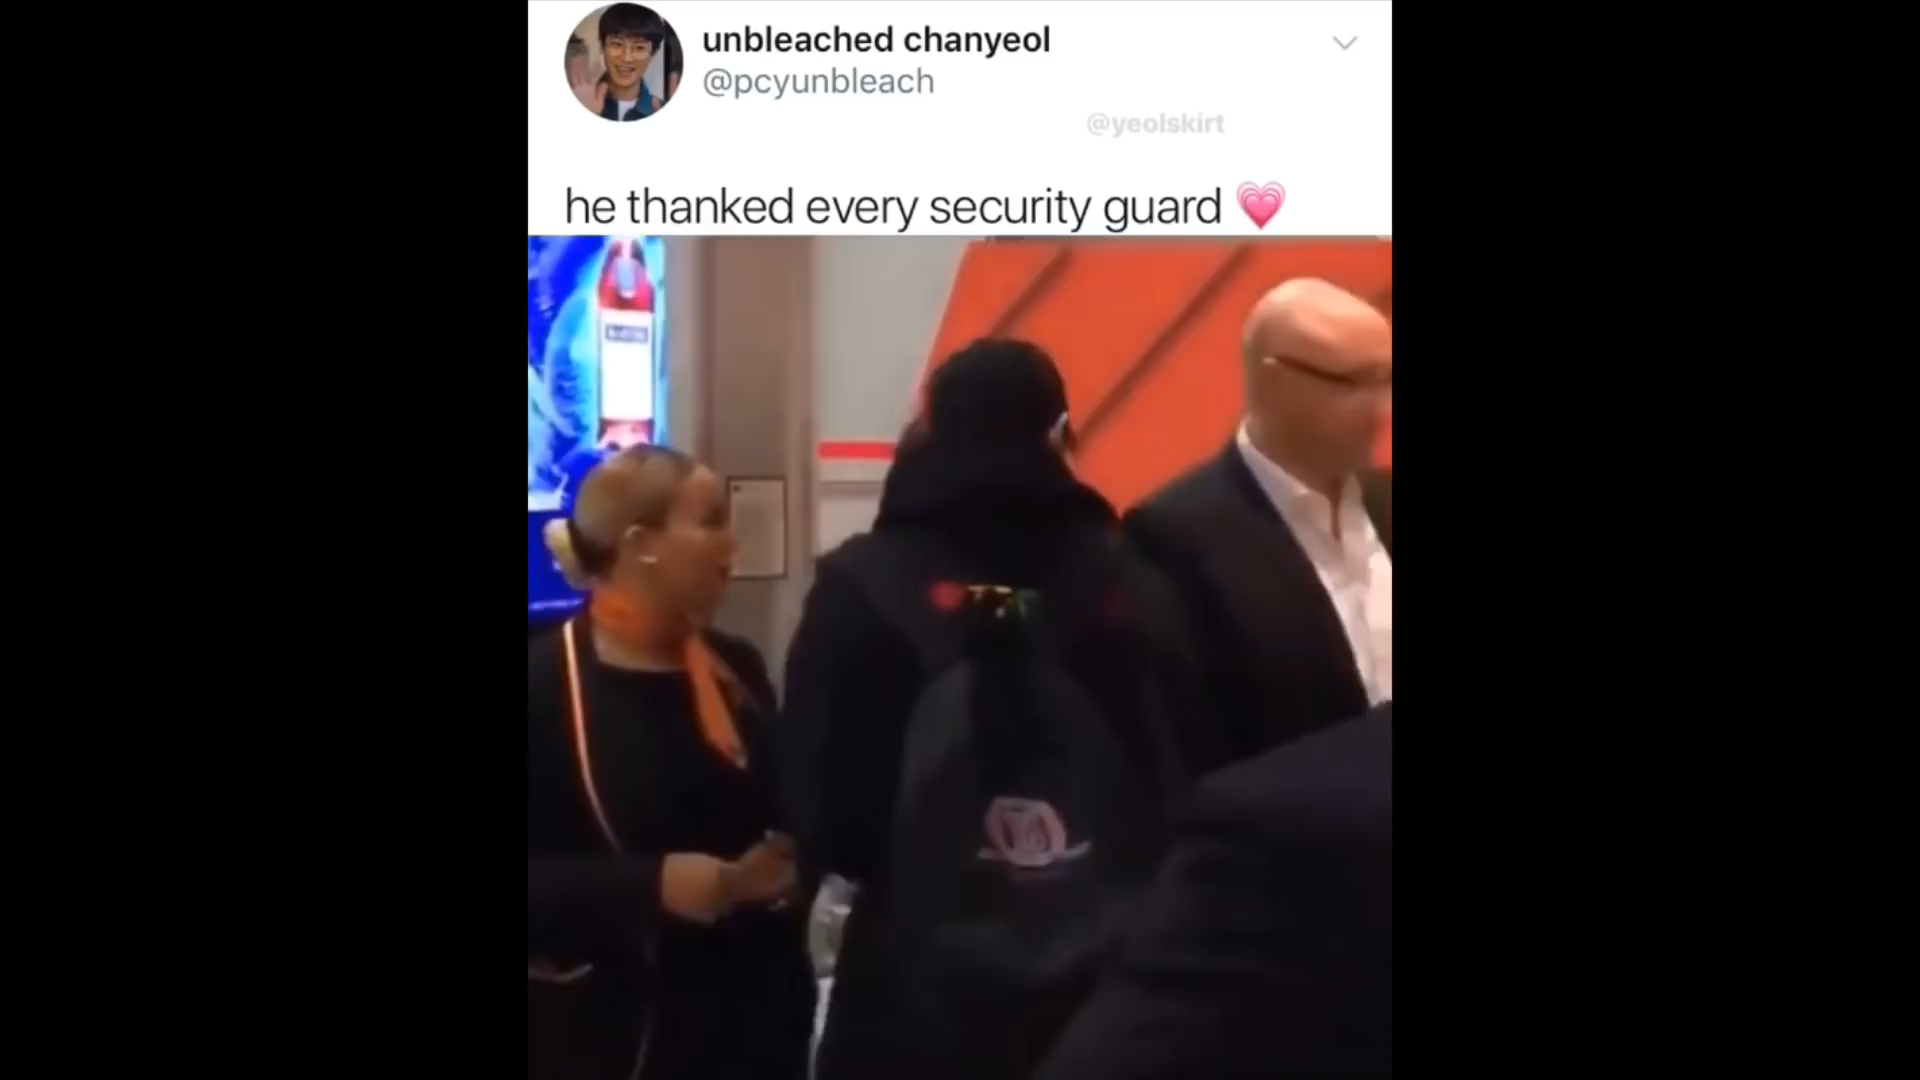 unbleached chanyeol
@pcyunbleach
@yeolskirt
he thanked every security guard 💗